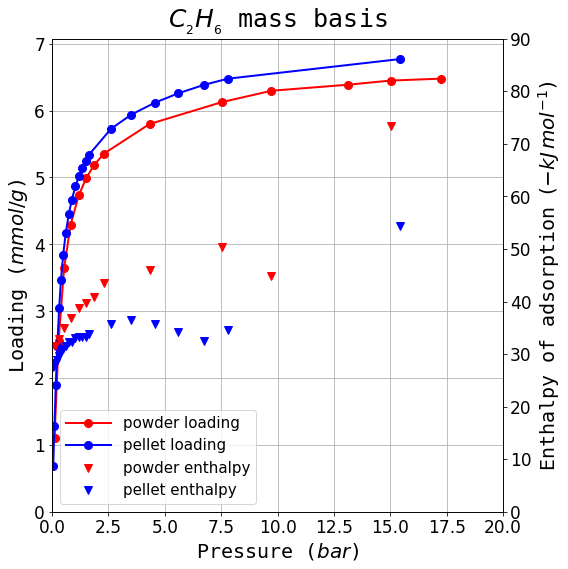 C₂H₆ mass basis
7
6
5
4
3
2
1
0
Loading (mmol/g)
90
80
70
60
50
40
30
20
10
0
Enthalpy of adsorption (−kJ mol⁻¹)
powder loading
pellet loading
powder enthalpy
pellet enthalpy
0.0 2.5 5.0 7.5 10.0 12.5 15.0 17.5 20.0
Pressure (bar)